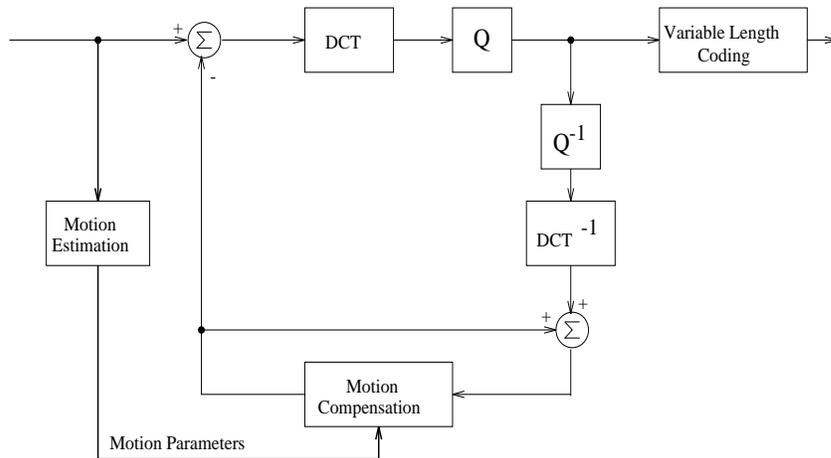 +
Σ
-
DCT
Q
Variable Length
Coding
Q-1
DCT -1
Motion
Estimation
+
+
Σ
Motion
Compensation
Motion Parameters